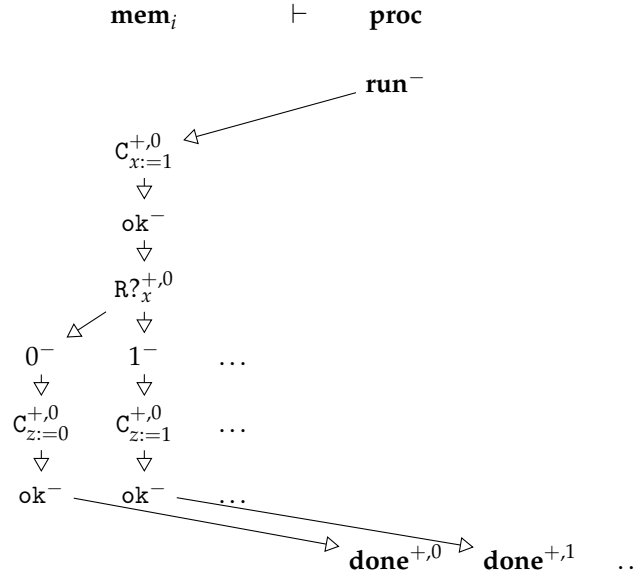 mem_i ⊢ proc
run⁻
C^{+,0}_{x:=1}
ok⁻
R?^{+,0}_x
0⁻ 1⁻ ...
C^{+,0}_{z:=0} C^{+,0}_{z:=1} ...
ok⁻ ok⁻ ...
done^{+,0} done^{+,1} ..